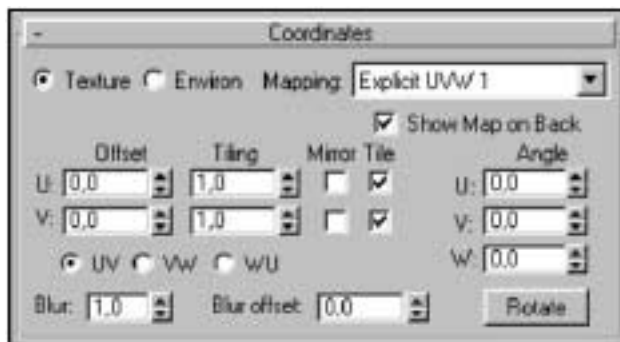 - Coordinates
Texture Environ Mapping: Explicit UVW 1
Show Map on Back
Offset Tiling Mirror Tile Angle
U: 0,0 1,0 U: 0,0
V: 0,0 1,0 V: 0,0
UV VW WU W: 0,0
Blur: 1,0 Blur offset: 0,0 Rotate